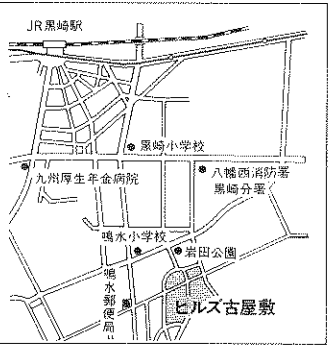 JR黒崎駅
黒崎小学校
九州厚生年金病院
八幡西消防署
黒崎分署
鳴水小学校
岩田公園
鳴水郵便局
ヒルズ古屋敷